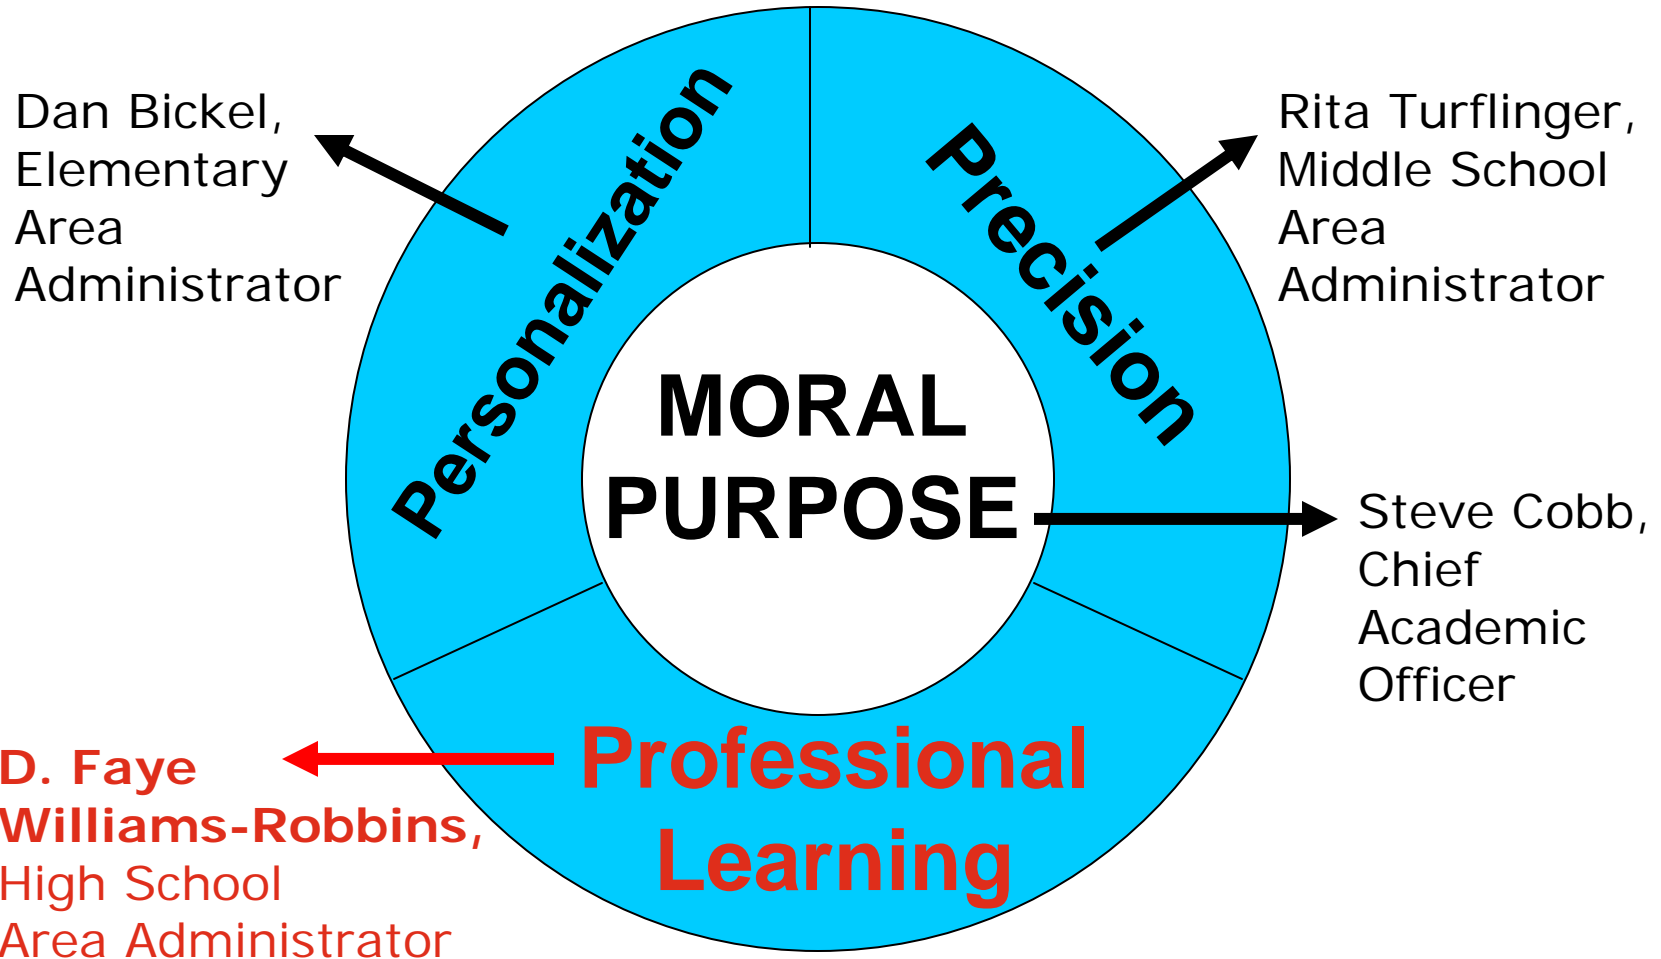 Dan Bickel,
Elementary
Area
Administrator
Personalization
Precision
Rita Turflinger,
Middle School
Area
Administrator
MORAL
PURPOSE
Steve Cobb,
Chief
Academic
Officer
D. Faye
Williams-Robbins,
High School
Area Administrator
Professional
Learning